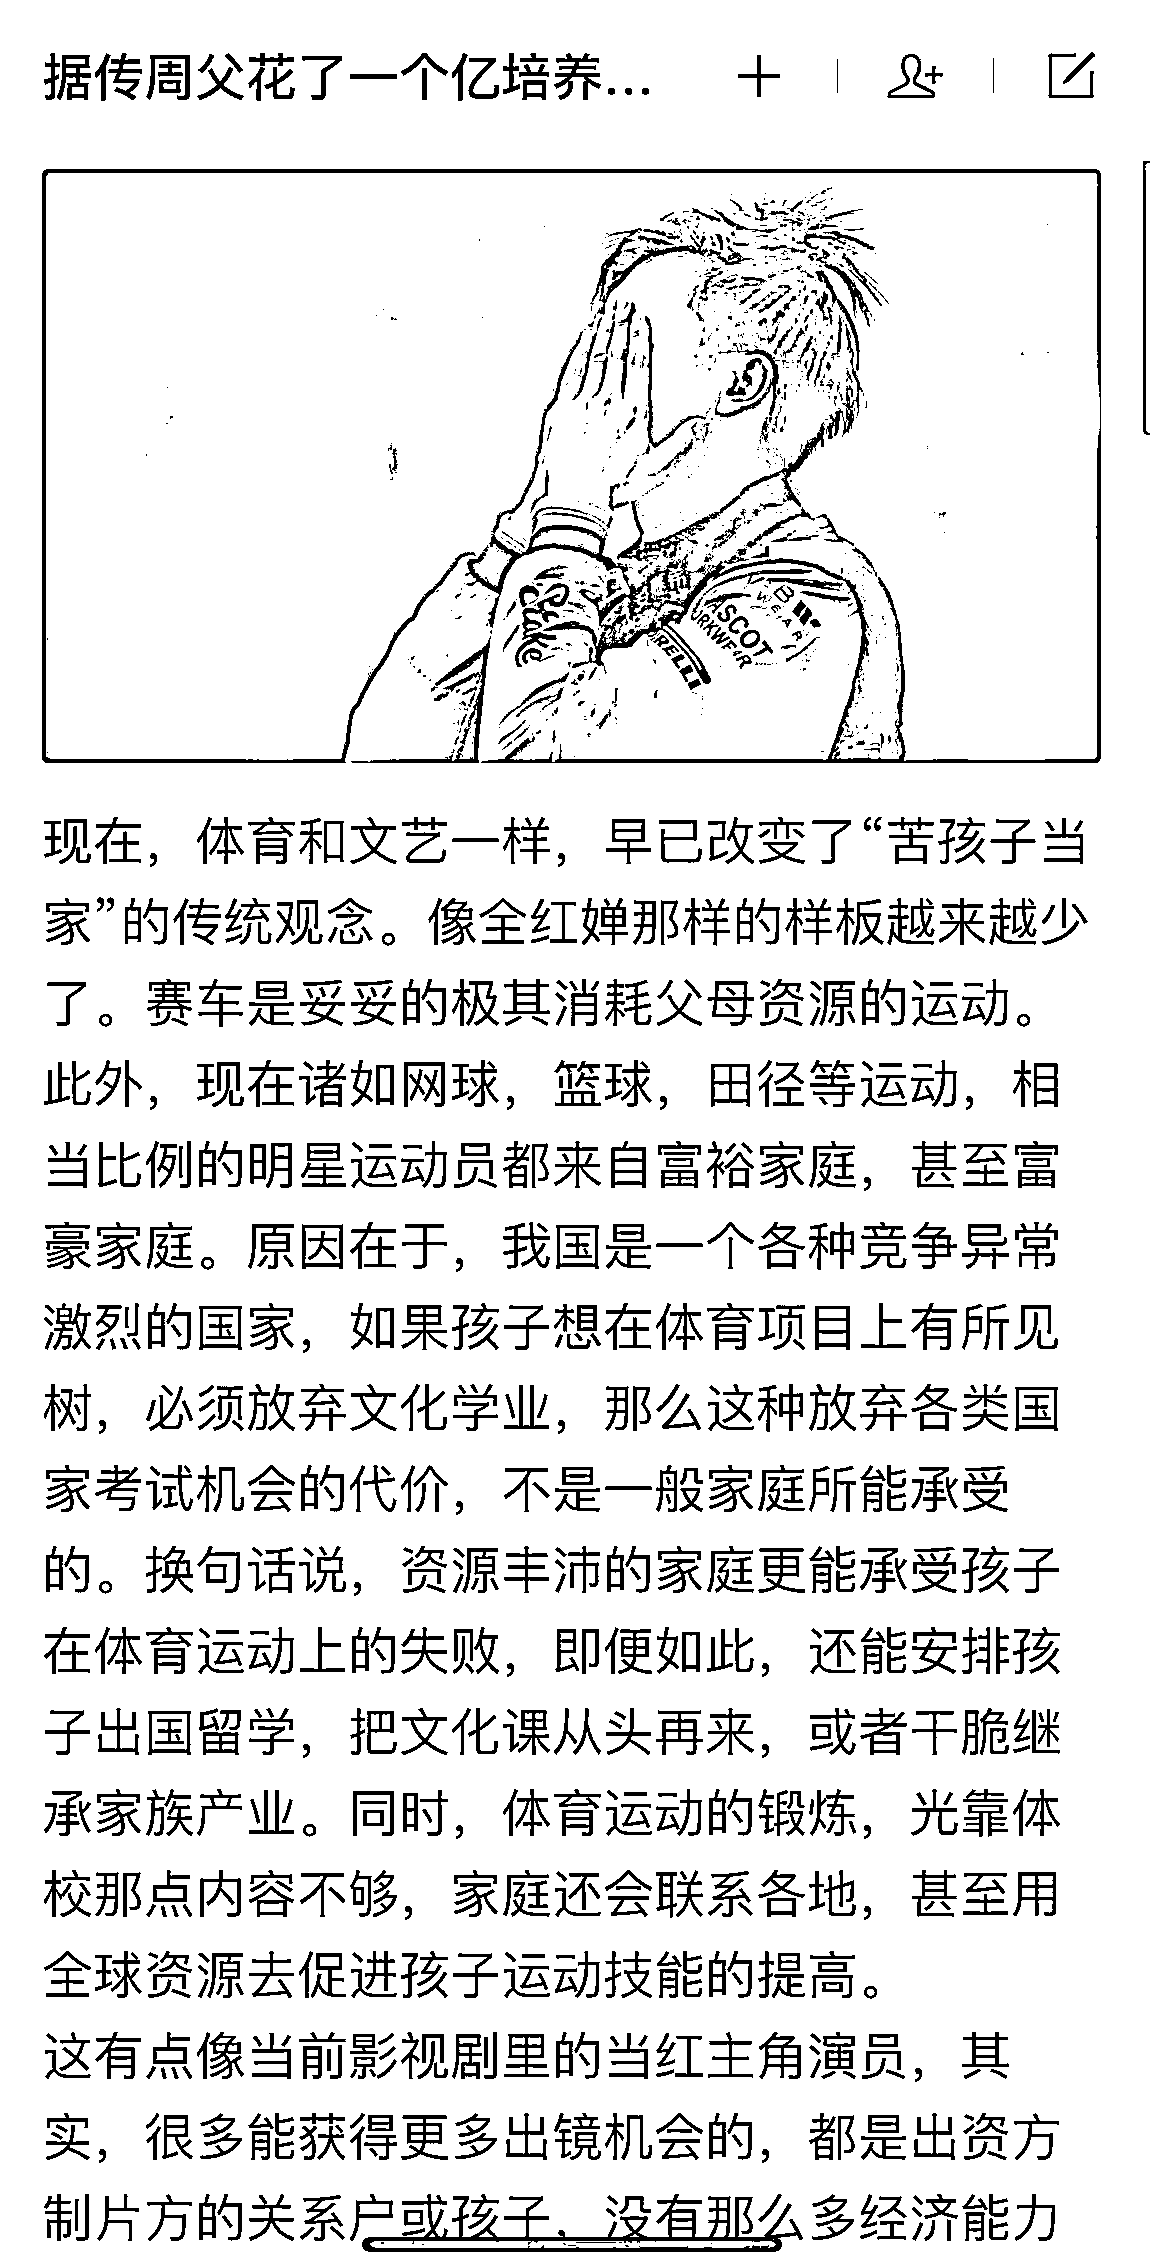 据传周父花了一个亿培养...
Stake
BWEAR
ASCOT
PIRELLI
现在，体育和文艺一样，早已改变了“苦孩子当
家”的传统观念。像全红婵那样的样板越来越少
了。赛车是妥妥的极其消耗父母资源的运动。
此外，现在诸如网球，篮球，田径等运动，相
当比例的明星运动员都来自富裕家庭，甚至富
豪家庭。原因在于，我国是一个各种竞争异常
激烈的国家，如果孩子想在体育项目上有所见
树，必须放弃文化学业，那么这种放弃各类国
家考试机会的代价，不是一般家庭所能承受
的。换句话说，资源丰沛的家庭更能承受孩子
在体育运动上的失败，即便如此，还能安排孩
子出国留学，把文化课从头再来，或者干脆继
承家族产业。同时，体育运动的锻炼，光靠体
校那点内容不够，家庭还会联系各地，甚至用
全球资源去促进孩子运动技能的提高。
这有点像当前影视剧里的当红主角演员，其
实，很多能获得更多出镜机会的，都是出资方
制片方的关系户或孩子，没有那么多经济能力